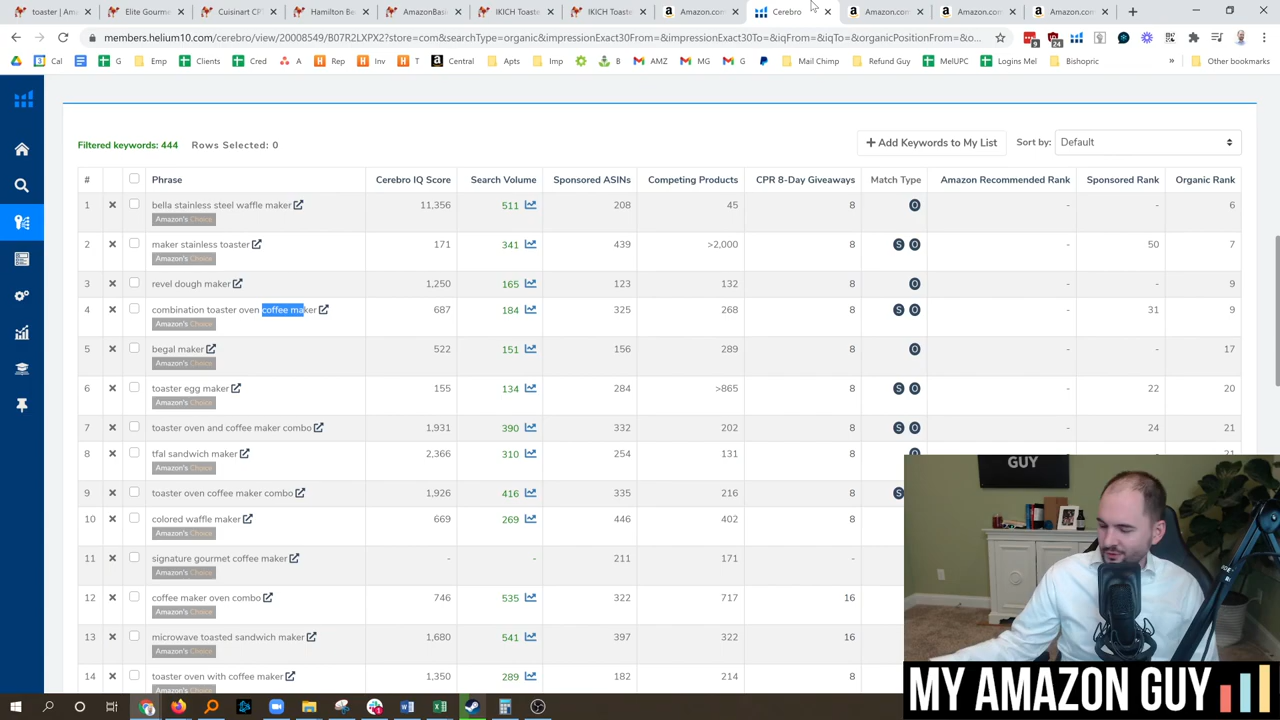 toaster | Am
Elite Gourm
Cuisinart CP
Hamilton Be
AmazonBasi
IKICH Toaste
IKICH Toaste
Amazon.com
Cerebro
Amazon.com
Amazon.com
Amazon.com
members.helium10.com/cerebro/view/20008549/B07R2LXPX2?store=com&searchType=organic&impressionExact30From=&impressionExact30To=&iqFrom=&iqTo=&organicPositionFrom=&o...
Cal
G
Emp
Clients
Cred
A
Rep
Inv
T
Central
Apts
Imp
B
AMZ
MG
G
Mail Chimp
Refund Guy
MelUPC
Logins Mel
Bishopric
»
Other bookmarks
Filtered keywords: 444 Rows Selected: 0
+ Add Keywords to My List Sort by: Default
# Phrase Cerebro IQ Score Search Volume Sponsored ASINs Competing Products CPR 8-Day Giveaways Match Type Amazon Recommended Rank Sponsored Rank Organic Rank
1 bella stainless steel waffle maker 11,356 511 208 45 8 O - - 6
Amazon's Choice
2 maker stainless toaster 171 341 439 >2,000 8 S O - 50 7
Amazon's Choice
3 revel dough maker 1,250 165 123 132 8 O - - 9
4 combination toaster oven coffee maker 687 184 325 268 8 S O - 31 9
Amazon's Choice
5 begal maker 522 151 156 289 8 O - - 17
Amazon's Choice
6 toaster egg maker 155 134 284 >865 8 S O - 22 20
Amazon's Choice
7 toaster oven and coffee maker combo 1,931 390 332 202 8 S O - 24 21
8 tfal sandwich maker 2,366 310 254 131 8
Amazon's Choice
9 toaster oven coffee maker combo 1,926 416 335 216 8 S
10 colored waffle maker 669 269 446 402 8
Amazon's Choice
11 signature gourmet coffee maker - - 211 171 -
Amazon's Choice
12 coffee maker oven combo 746 535 322 717 16
Amazon's Choice
13 microwave toasted sandwich maker 1,680 541 397 322 16
Amazon's Choice
14 toaster oven with coffee maker 1,350 289 182 214 8
Amazon's Choice
GUY
MY AMAZON GUY